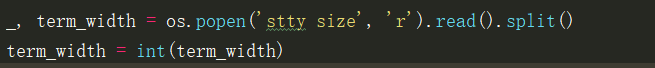 _, term_width = os.popen('stty size', 'r').read().split()
term_width = int(term_width)